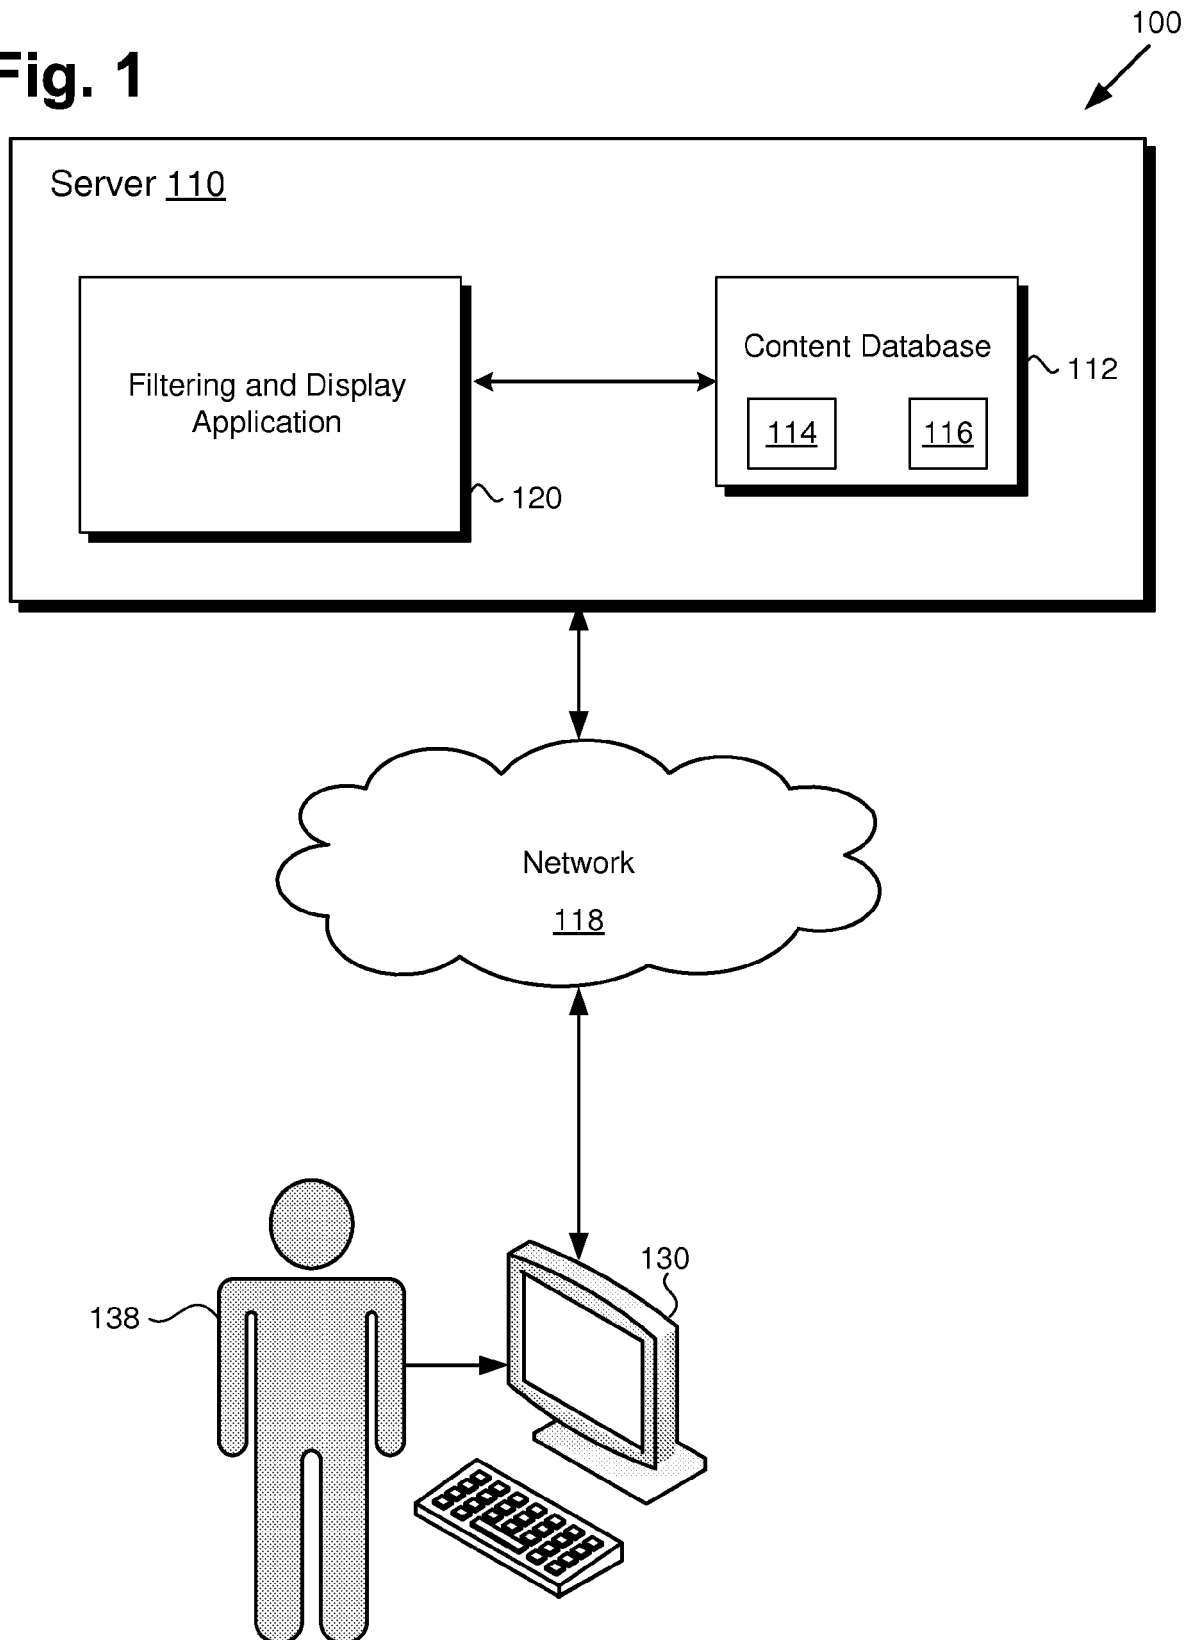 100
Fig. 1
Server 110
Filtering and Display
Application
120
Content Database
112
114
116
Network
118
130
138